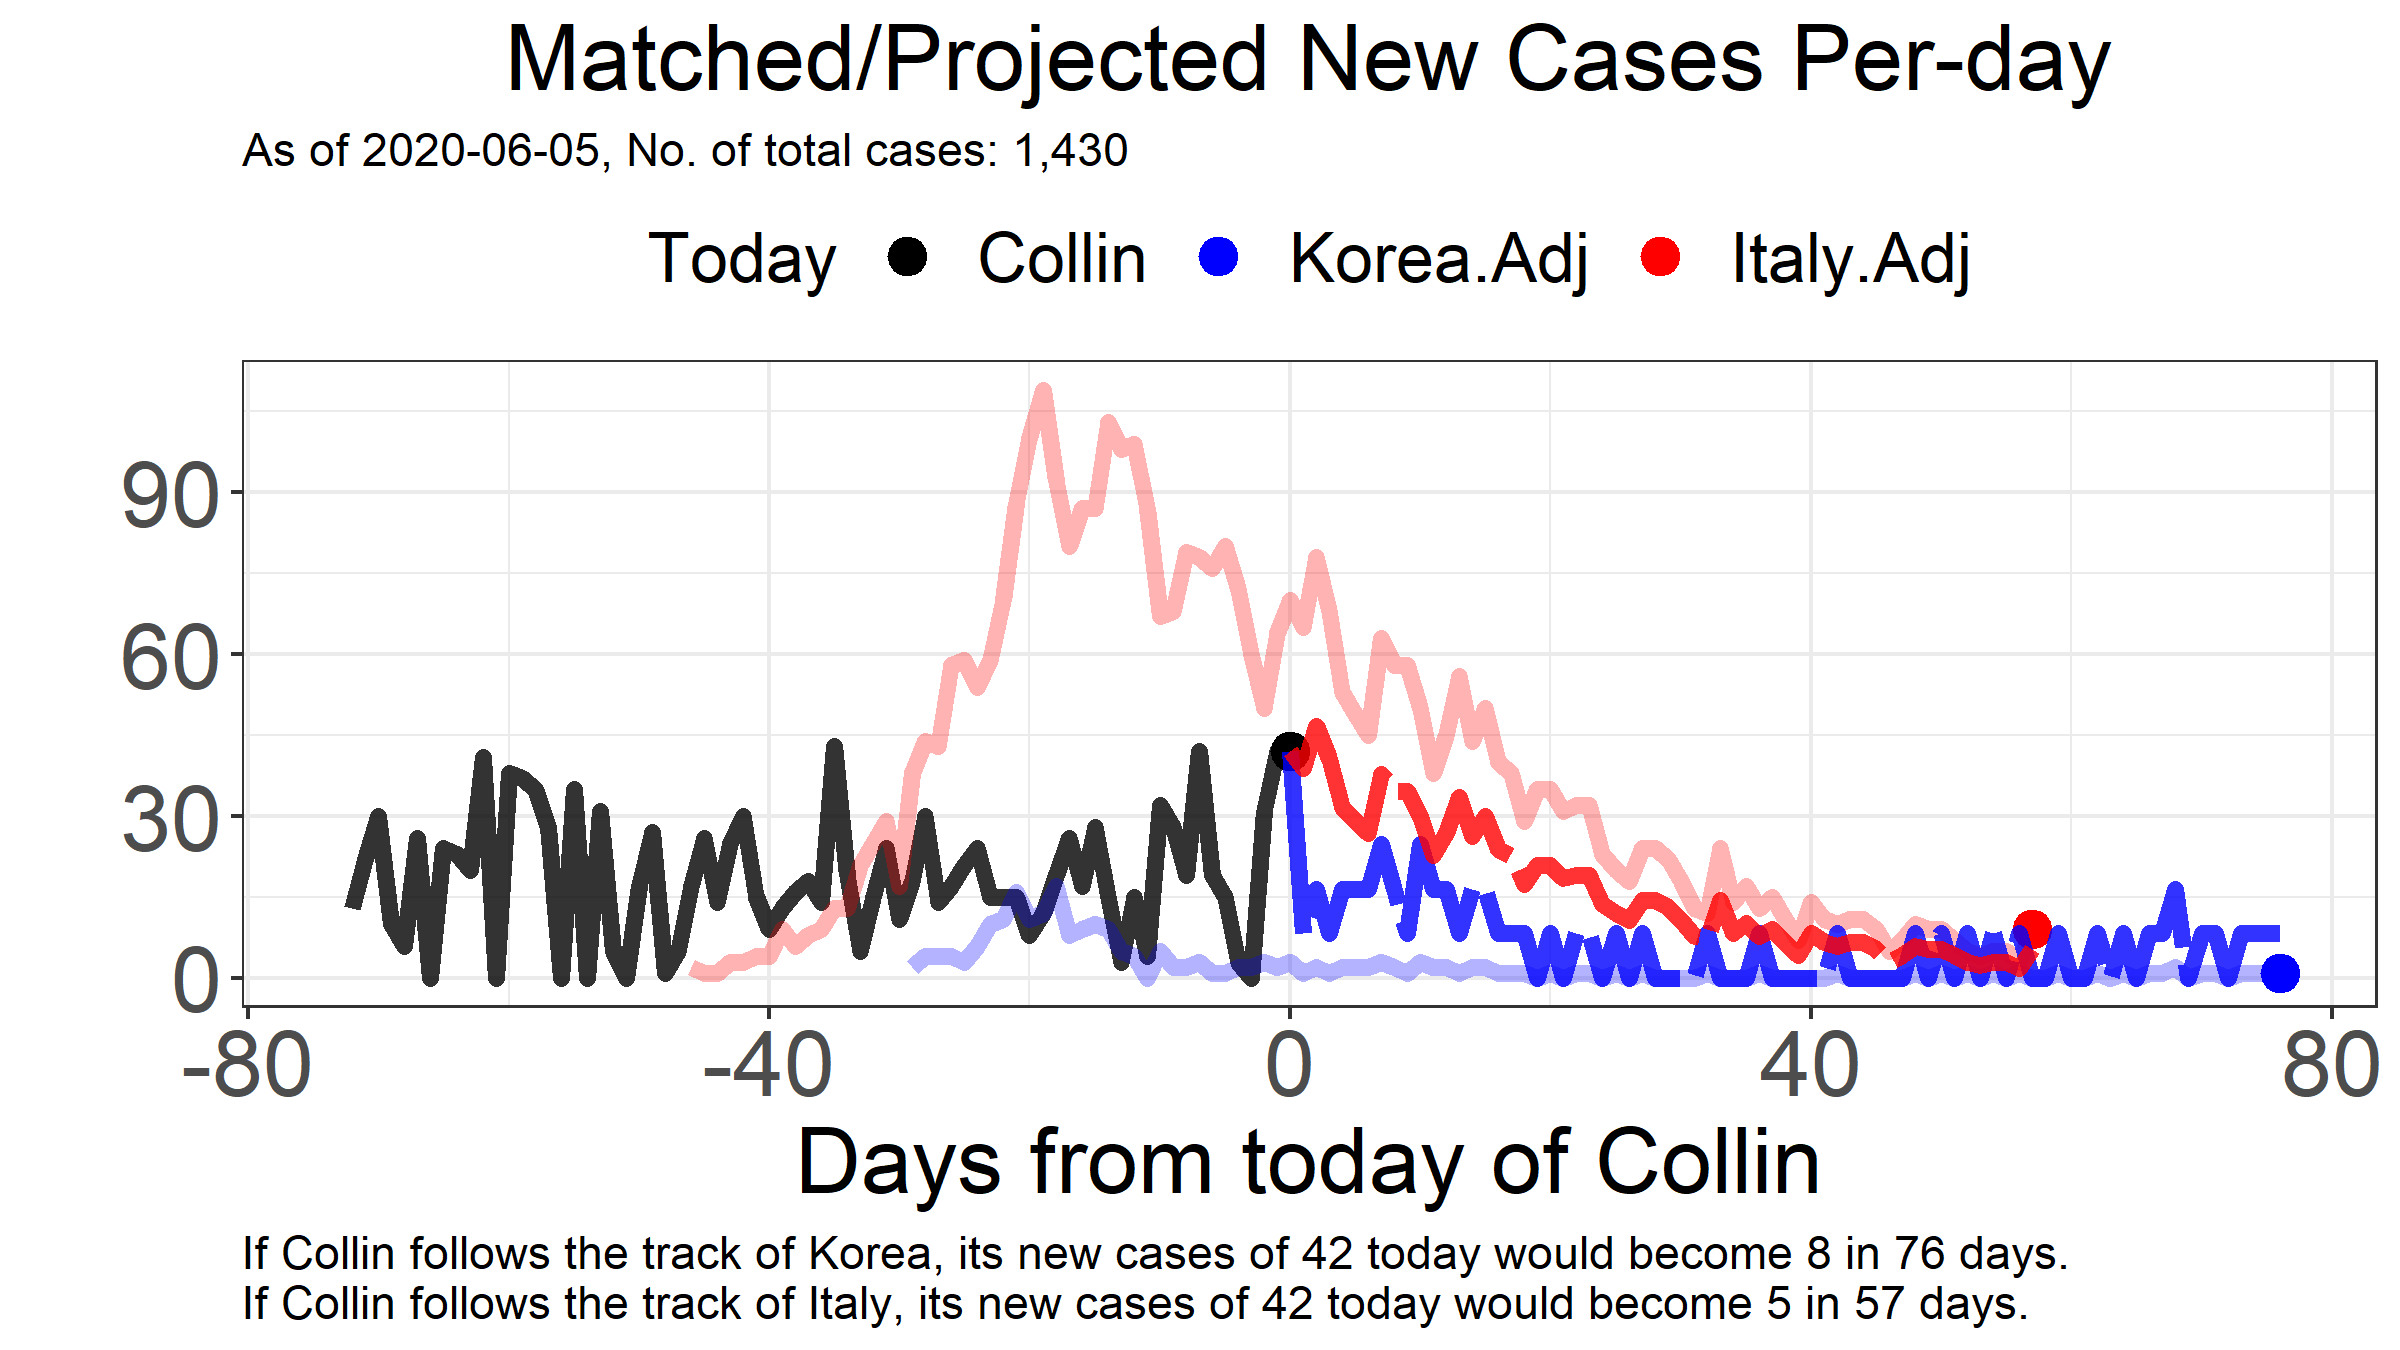 Matched/Projected New Cases Per-day
As of 2020-06-05, No. of total cases: 1,430
Today Collin Korea.Adj Italy.Adj
90
60
30
0
-80 -40 0 40 80
Days from today of Collin
If Collin follows the track of Korea, its new cases of 42 today would become 8 in 76 days.
If Collin follows the track of Italy, its new cases of 42 today would become 5 in 57 days.